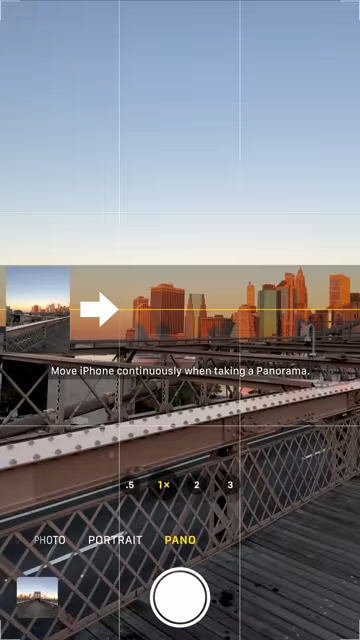 Move iPhone continuously when taking a Panorama.
.5 1× 2 3
PHOTO PORTRAIT PANO